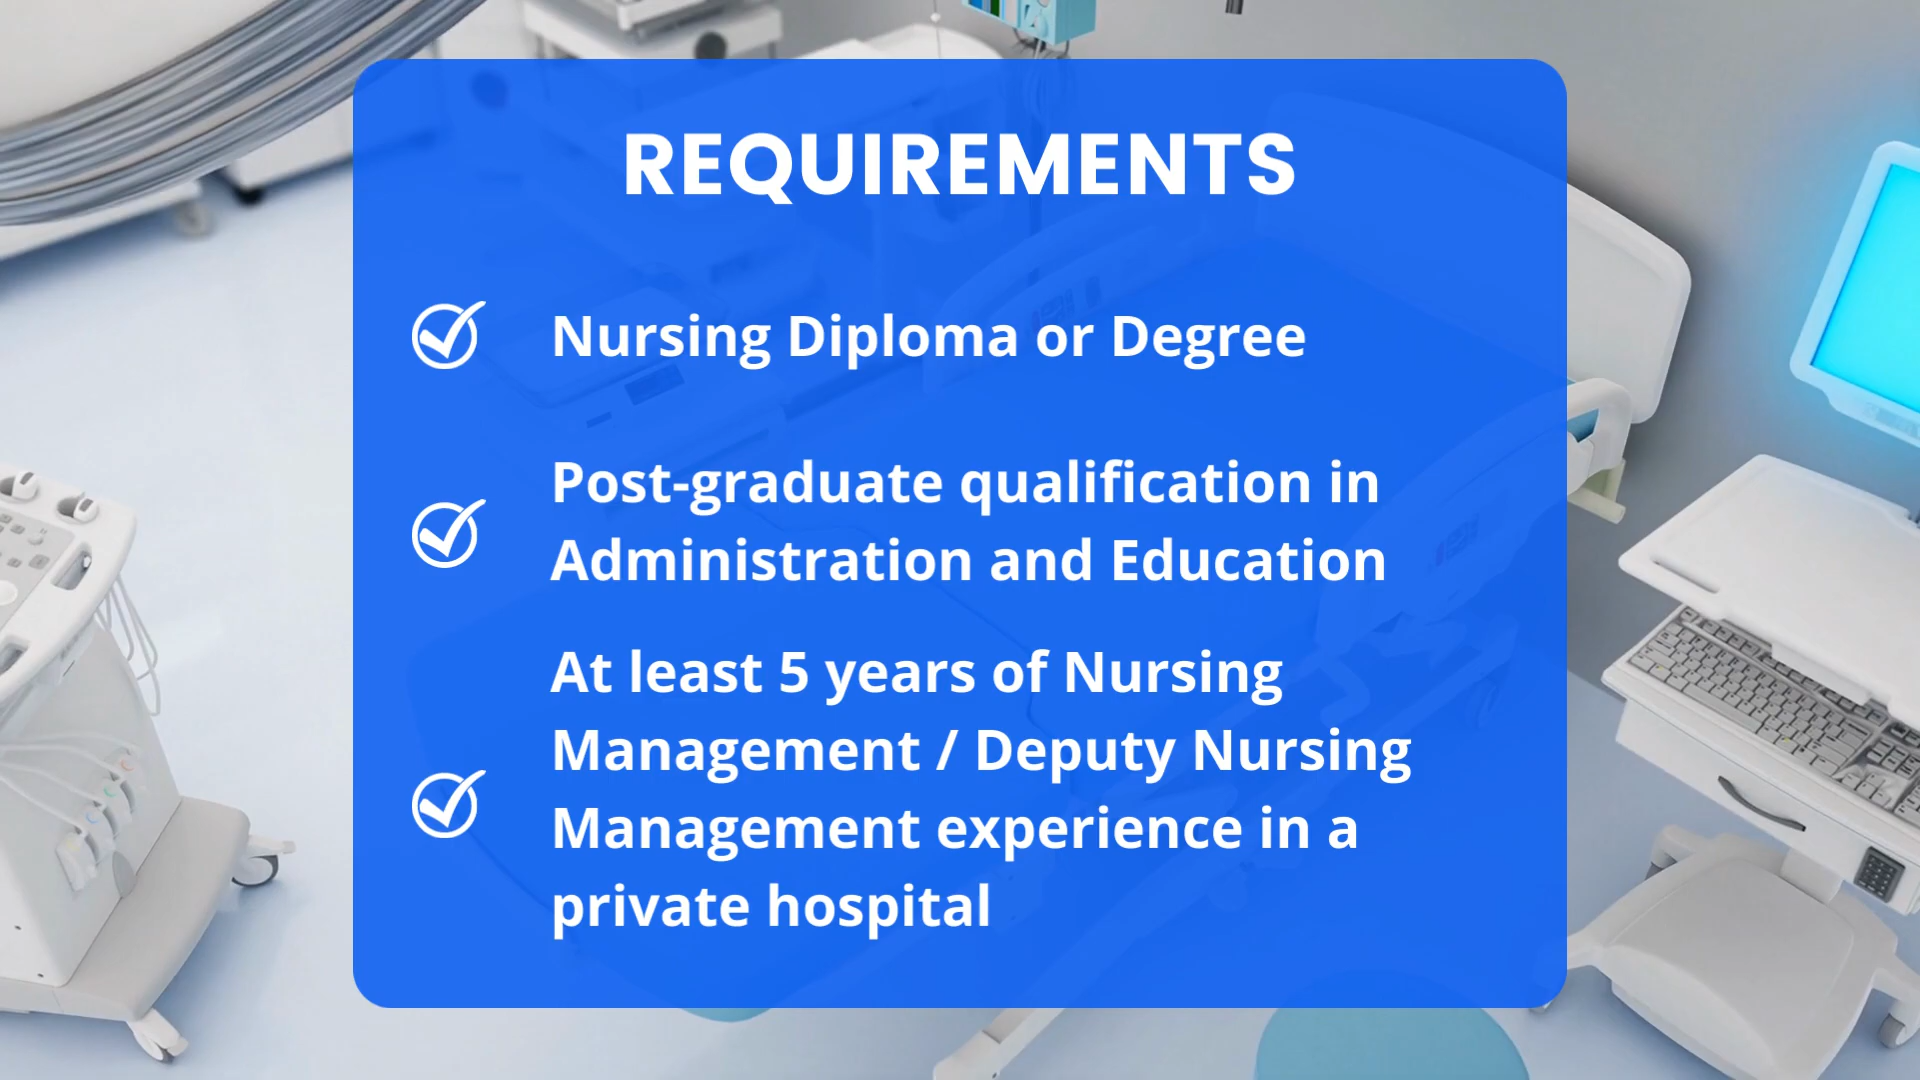 REQUIREMENTS
Nursing Diploma or Degree
Post-graduate qualification in
Administration and Education
At least 5 years of Nursing
Management / Deputy Nursing
Management experience in a
private hospital